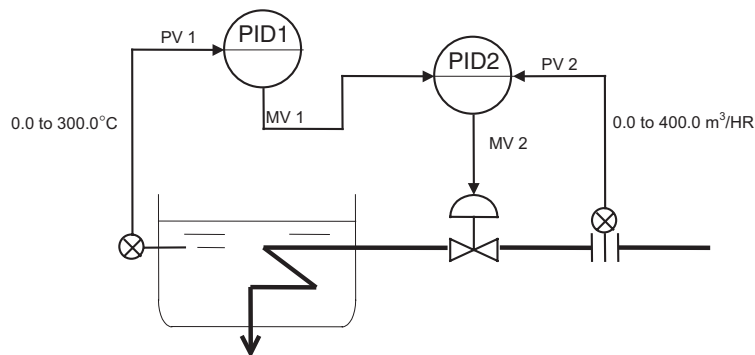 PV 1
PID1
PID2
PV 2
0.0 to 300.0°C
MV 1
MV 2
0.0 to 400.0 m³/HR